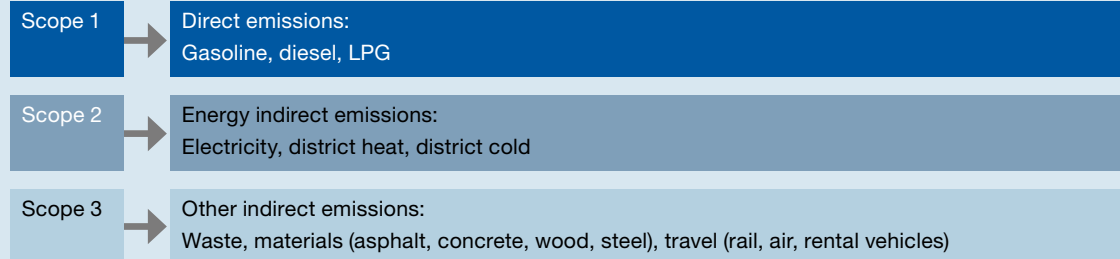 Scope 1
Direct emissions:
Gasoline, diesel, LPG
Scope 2
Energy indirect emissions:
Electricity, district heat, district cold
Scope 3
Other indirect emissions:
Waste, materials (asphalt, concrete, wood, steel), travel (rail, air, rental vehicles)